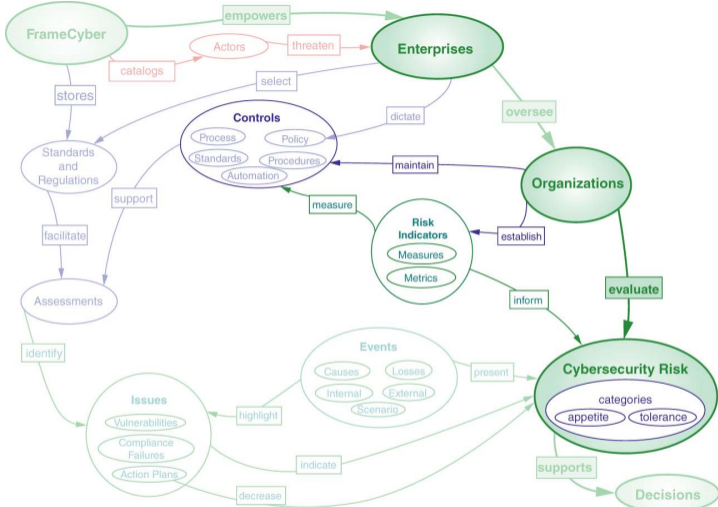 FrameCyber
empowers
Enterprises
Actors
threaten
catalogs
select
stores
oversee
Controls
dictate
Process
Policy
Standards
Procedures
Automation
Standards
and
Regulations
maintain
Organizations
support
measure
Risk
Indicators
establish
facilitate
Measures
Metrics
evaluate
Assessments
inform
identify
Events
present
Cybersecurity Risk
Causes
Losses
Internal
External
Scenario
categories
appetite
tolerance
Issues
highlight
Vulnerabilities
Compliance
Failures
Action Plans
indicate
supports
decrease
Decisions